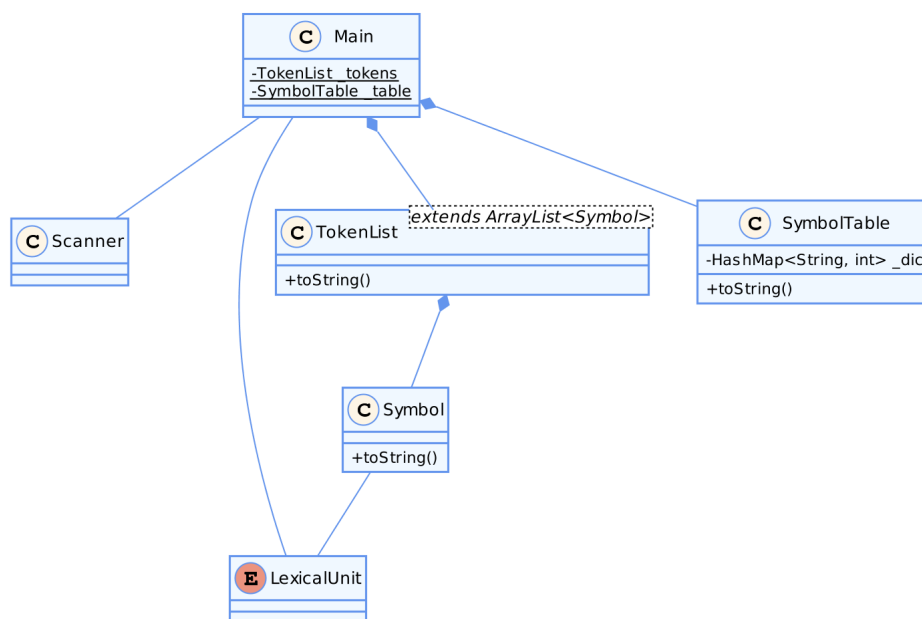 C Main
-TokenList _tokens
-SymbolTable _table
C Scanner
extends ArrayList<Symbol>
C TokenList
+toString()
C SymbolTable
-HashMap<String, int> _dic
+toString()
C Symbol
+toString()
E LexicalUnit